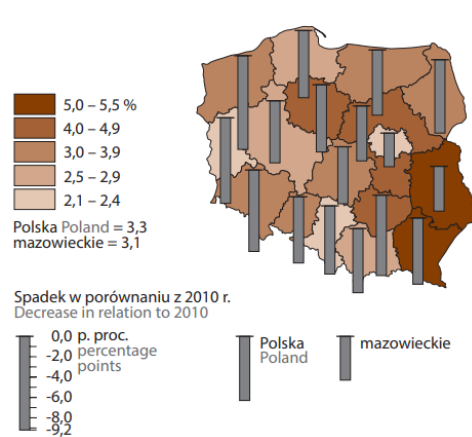 5,0 – 5,5 %
4,0 – 4,9
3,0 – 3,9
2,5 – 2,9
2,1 – 2,4
Polska Poland = 3,3
mazowieckie = 3,1
Spadek w porównaniu z 2010 r.
Decrease in relation to 2010
0,0 p. proc.
percentage
-2,0 points
-4,0
-6,0
-8,0
-9,2
Polska
Poland
mazowieckie